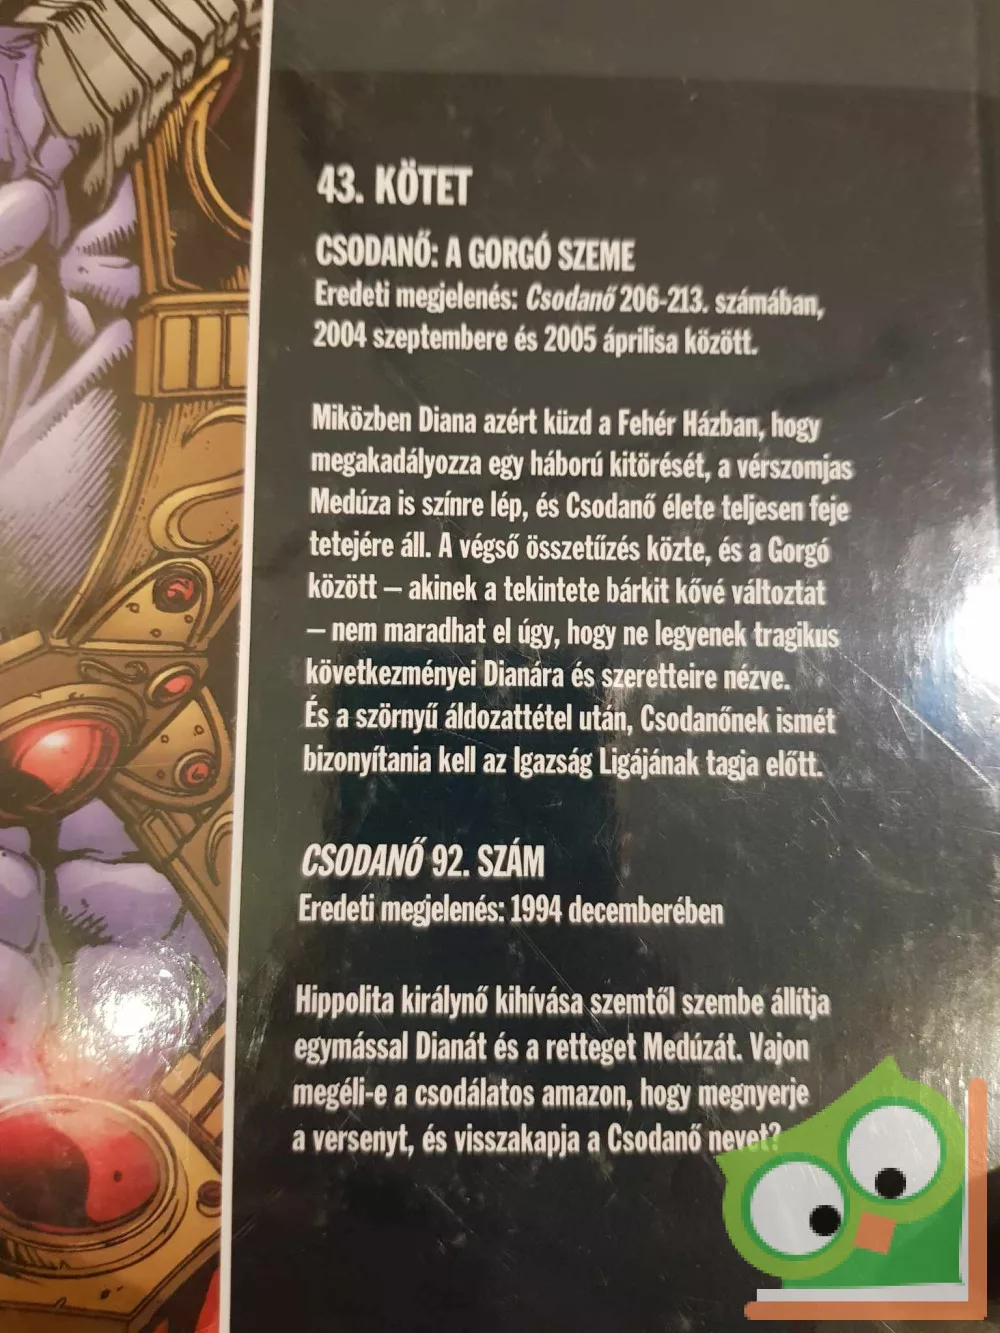 43. KÖTET
CSODANŐ: A GORGÓ SZEME
Eredeti megjelenés: Csodanő 206-213. számában,
2004 szeptembere és 2005 áprilisa között.
Miközben Diana azért küzd a Fehér Házban, hogy
megakadályozza egy háború kitörését, a vérszomjas
Medúza is színre lép, és Csodanő élete teljesen feje
tetejére áll. A végső összetűzés közte, és a Gorgó
között – akinek a tekintete bárkit kővé változtat
– nem maradhat el úgy, hogy ne legyenek tragikus
következményei Dianára és szeretteire nézve.
És a szörnyű áldozattétel után, Csodanőnek ismét
bizonyítania kell az Igazság Ligájának tagja előtt.
CSODANŐ 92. SZÁM
Eredeti megjelenés: 1994 decemberében
Hippolita királynő kihívása szemtől szembe állítja
egymással Dianát és a retteget Medúzát. Vajon
megéli-e a csodálatos amazon, hogy megnyerje
a versenyt, és visszakapja a Csodanő nevet?